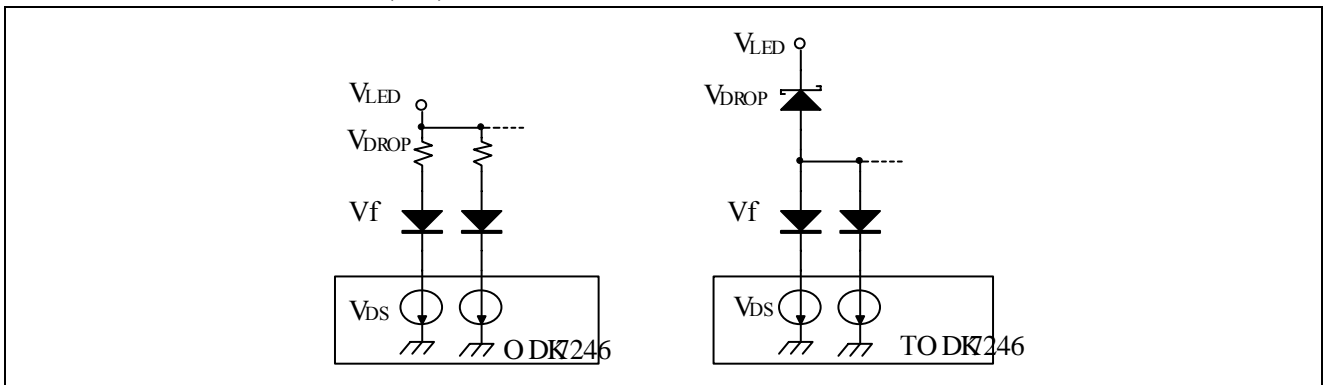 VLED
VDROP
Vf
VDS
O DK7246
VLED
VDROP
Vf
VDS
TO DK7246